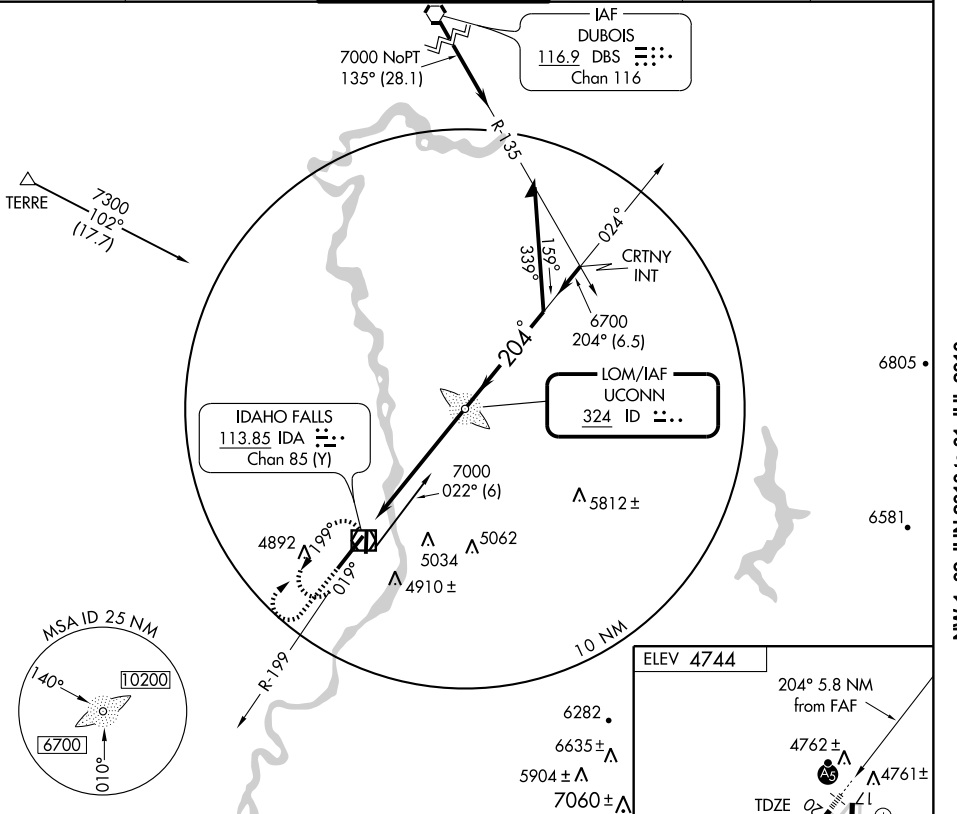 IAF
DUBOIS
116.9 DBS
Chan 116
7000 NoPT
135° (28.1)
R-135
TERRE
7300
102°
(17.7)
024°
159°
339°
CRTNY
INT
6700
204° (6.5)
204°
6805
LOM/IAF
UCONN
324 ID
IDAHO FALLS
113.85 IDA
Chan 85 (Y)
7000
022° (6)
5812 ±
6581
4892
199°
5034
5062
4910 ±
019°
10 NM
R-199
MSA ID 25 NM
140°
10200
6700
010°
ELEV 4744
204° 5.8 NM
from FAF
6282
6635 ±
5904 ±
7060 ±
4762 ±
A5
4761 ±
TDZE
20
17